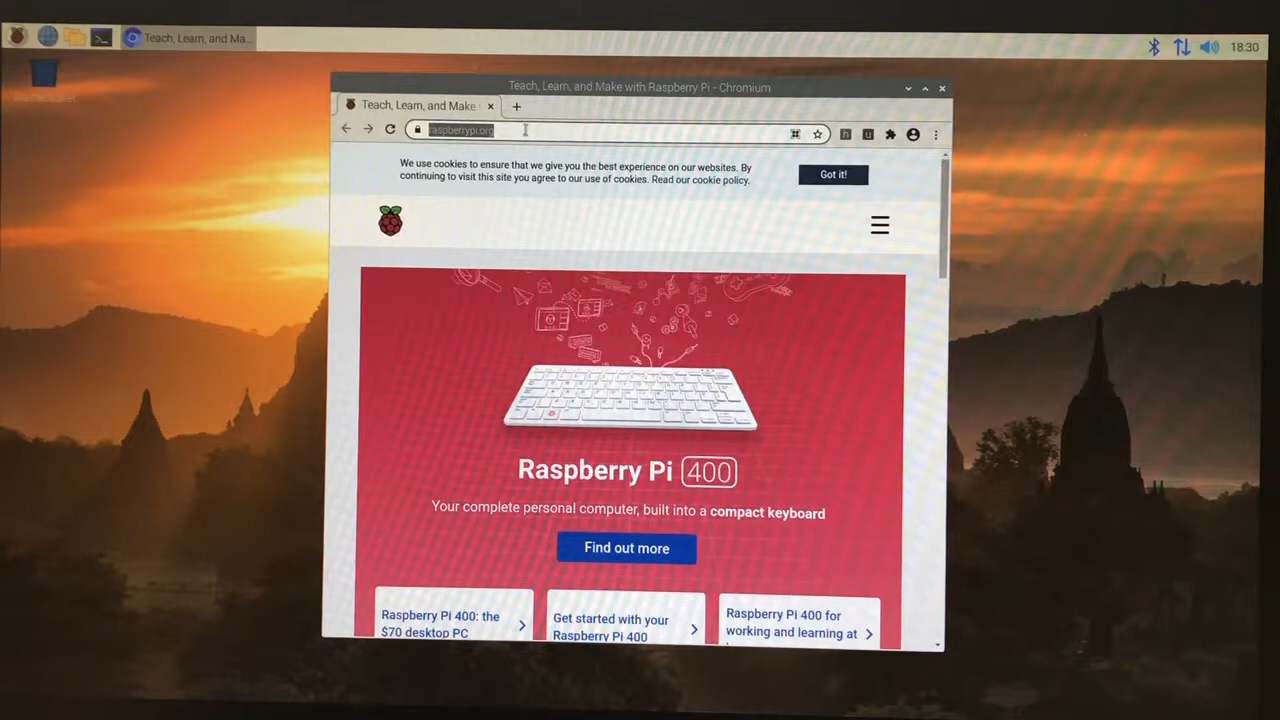 Teach, Learn, and Ma...
18:30
Teach, Learn, and Make with Raspberry Pi - Chromium
Teach, Learn, and Make
raspberrypi.org
We use cookies to ensure that we give you the best experience on our websites. By
continuing to visit this site you agree to our use of cookies. Read our cookie policy.
Got it!
Raspberry Pi 400
Your complete personal computer, built into a compact keyboard
Find out more
Raspberry Pi 400: the
$70 desktop PC
Get started with your
Raspberry Pi 400
Raspberry Pi 400 for
working and learning at